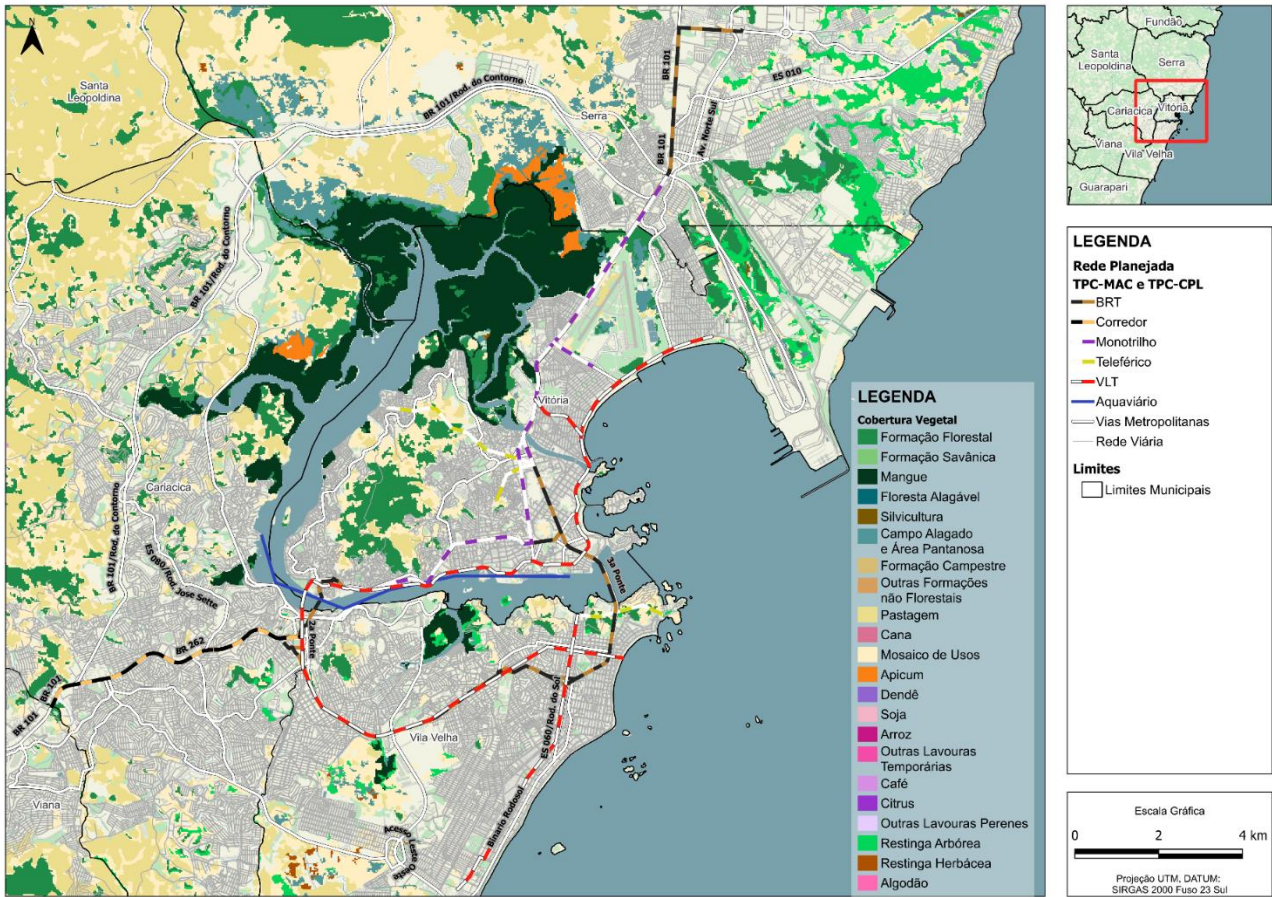 N
Santa
Leopoldina
BR 101/Rod. do Contorno
Serra
BR 101
ES 010
Av. Norte Sul
BR 101
BR 101/Rod. do Contorno
Vitória
Cariacica
BR 101/Rod. do Contorno
ES 080/Rod. Jose Sette
3a Ponte
2a Ponte
BR 262
BR 101
BR 101
ES 060/Rod. do Sol
Vila Velha
Viana
Binario Rodosol
Acesso Leste
Oeste
LEGENDA
Cobertura Vegetal
Formação Florestal
Formação Savânica
Mangue
Floresta Alagável
Silvicultura
Campo Alagado
e Área Pantanosa
Formação Campestre
Outras Formações
não Florestais
Pastagem
Cana
Mosaico de Usos
Apicum
Dendê
Soja
Arroz
Outras Lavouras
Temporárias
Café
Citrus
Outras Lavouras Perenes
Restinga Arbórea
Restinga Herbácea
Algodão
Fundão
Santa
Leopoldina
Serra
Cariacica
Vitória
Viana
Vila Velha
Guarapari
LEGENDA
Rede Planejada
TPC-MAC e TPC-CPL
BRT
Corredor
Monotrilho
Teleférico
VLT
Aquaviário
Vias Metropolitanas
Rede Viária
Limites
Limites Municipais
Escala Gráfica
0 2 4 km
Projeção UTM, DATUM:
SIRGAS 2000 Fuso 23 Sul